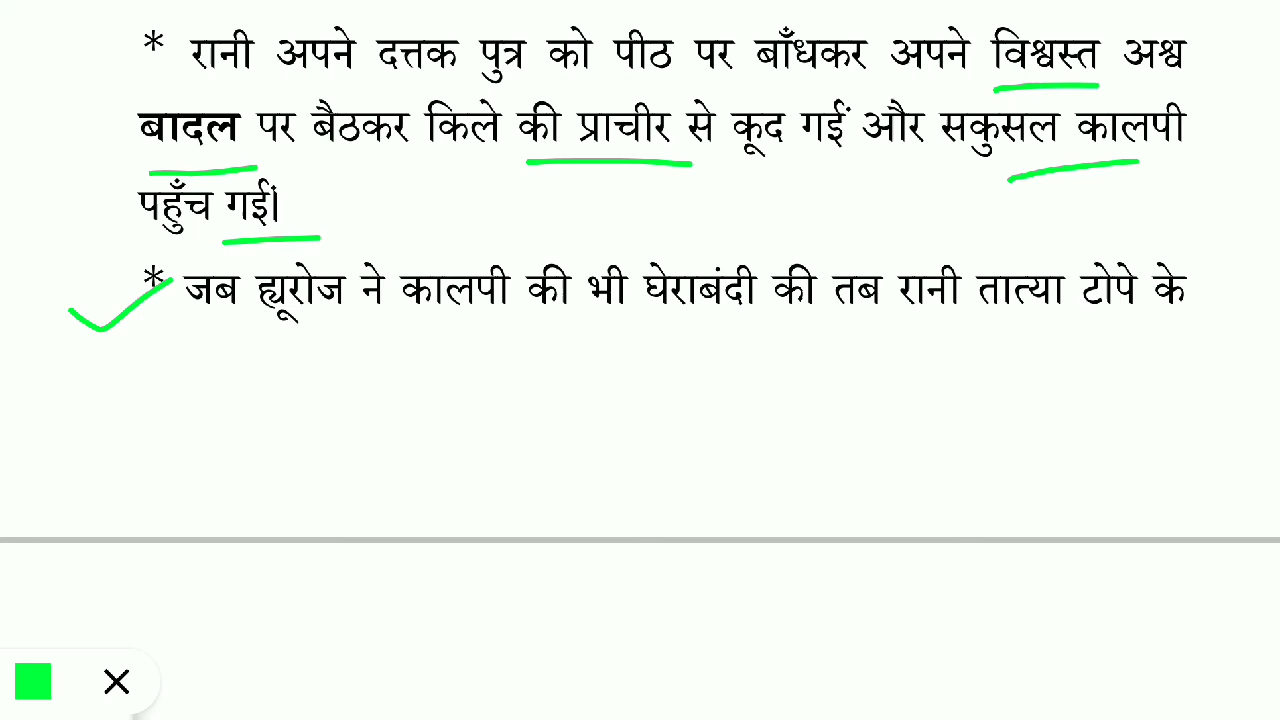 * रानी अपने दत्तक पुत्र को पीठ पर बाँधकर अपने विश्वस्त अश्व
बादल पर बैठकर किले की प्राचीर से कूद गईं और सकुसल कालपी
पहुँच गईं।
* जब ह्यूरोज ने कालपी की भी घेराबंदी की तब रानी तात्या टोपे के